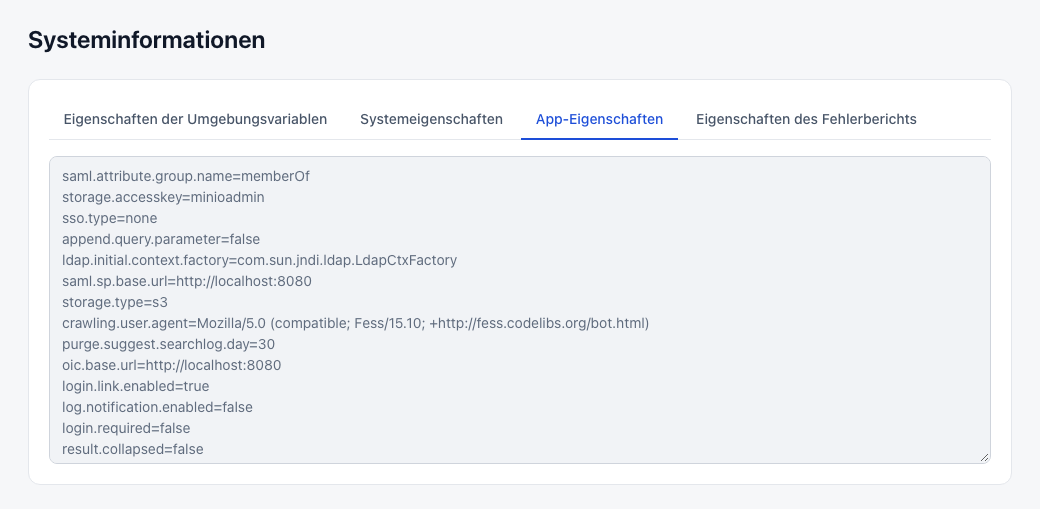 Systeminformationen
Eigenschaften der Umgebungsvariablen
Systemeigenschaften
App-Eigenschaften
Eigenschaften des Fehlerberichts
saml.attribute.group.name=memberOf
storage.accesskey=minioadmin
sso.type=none
append.query.parameter=false
ldap.initial.context.factory=com.sun.jndi.ldap.LdapCtxFactory
saml.sp.base.url=http://localhost:8080
storage.type=s3
crawling.user.agent=Mozilla/5.0 (compatible; Fess/15.10; +http://fess.codelibs.org/bot.html)
purge.suggest.searchlog.day=30
oic.base.url=http://localhost:8080
login.link.enabled=true
log.notification.enabled=false
login.required=false
result.collapsed=false